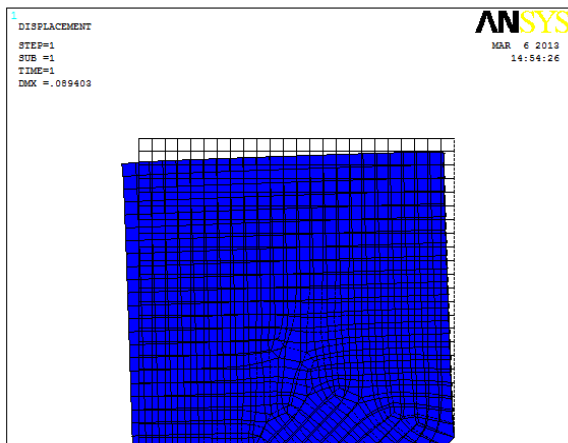 1
DISPLACEMENT
STEP=1
SUB =1
TIME=1
DMX =.089403
ANSYS
MAR 6 2013
14:54:26